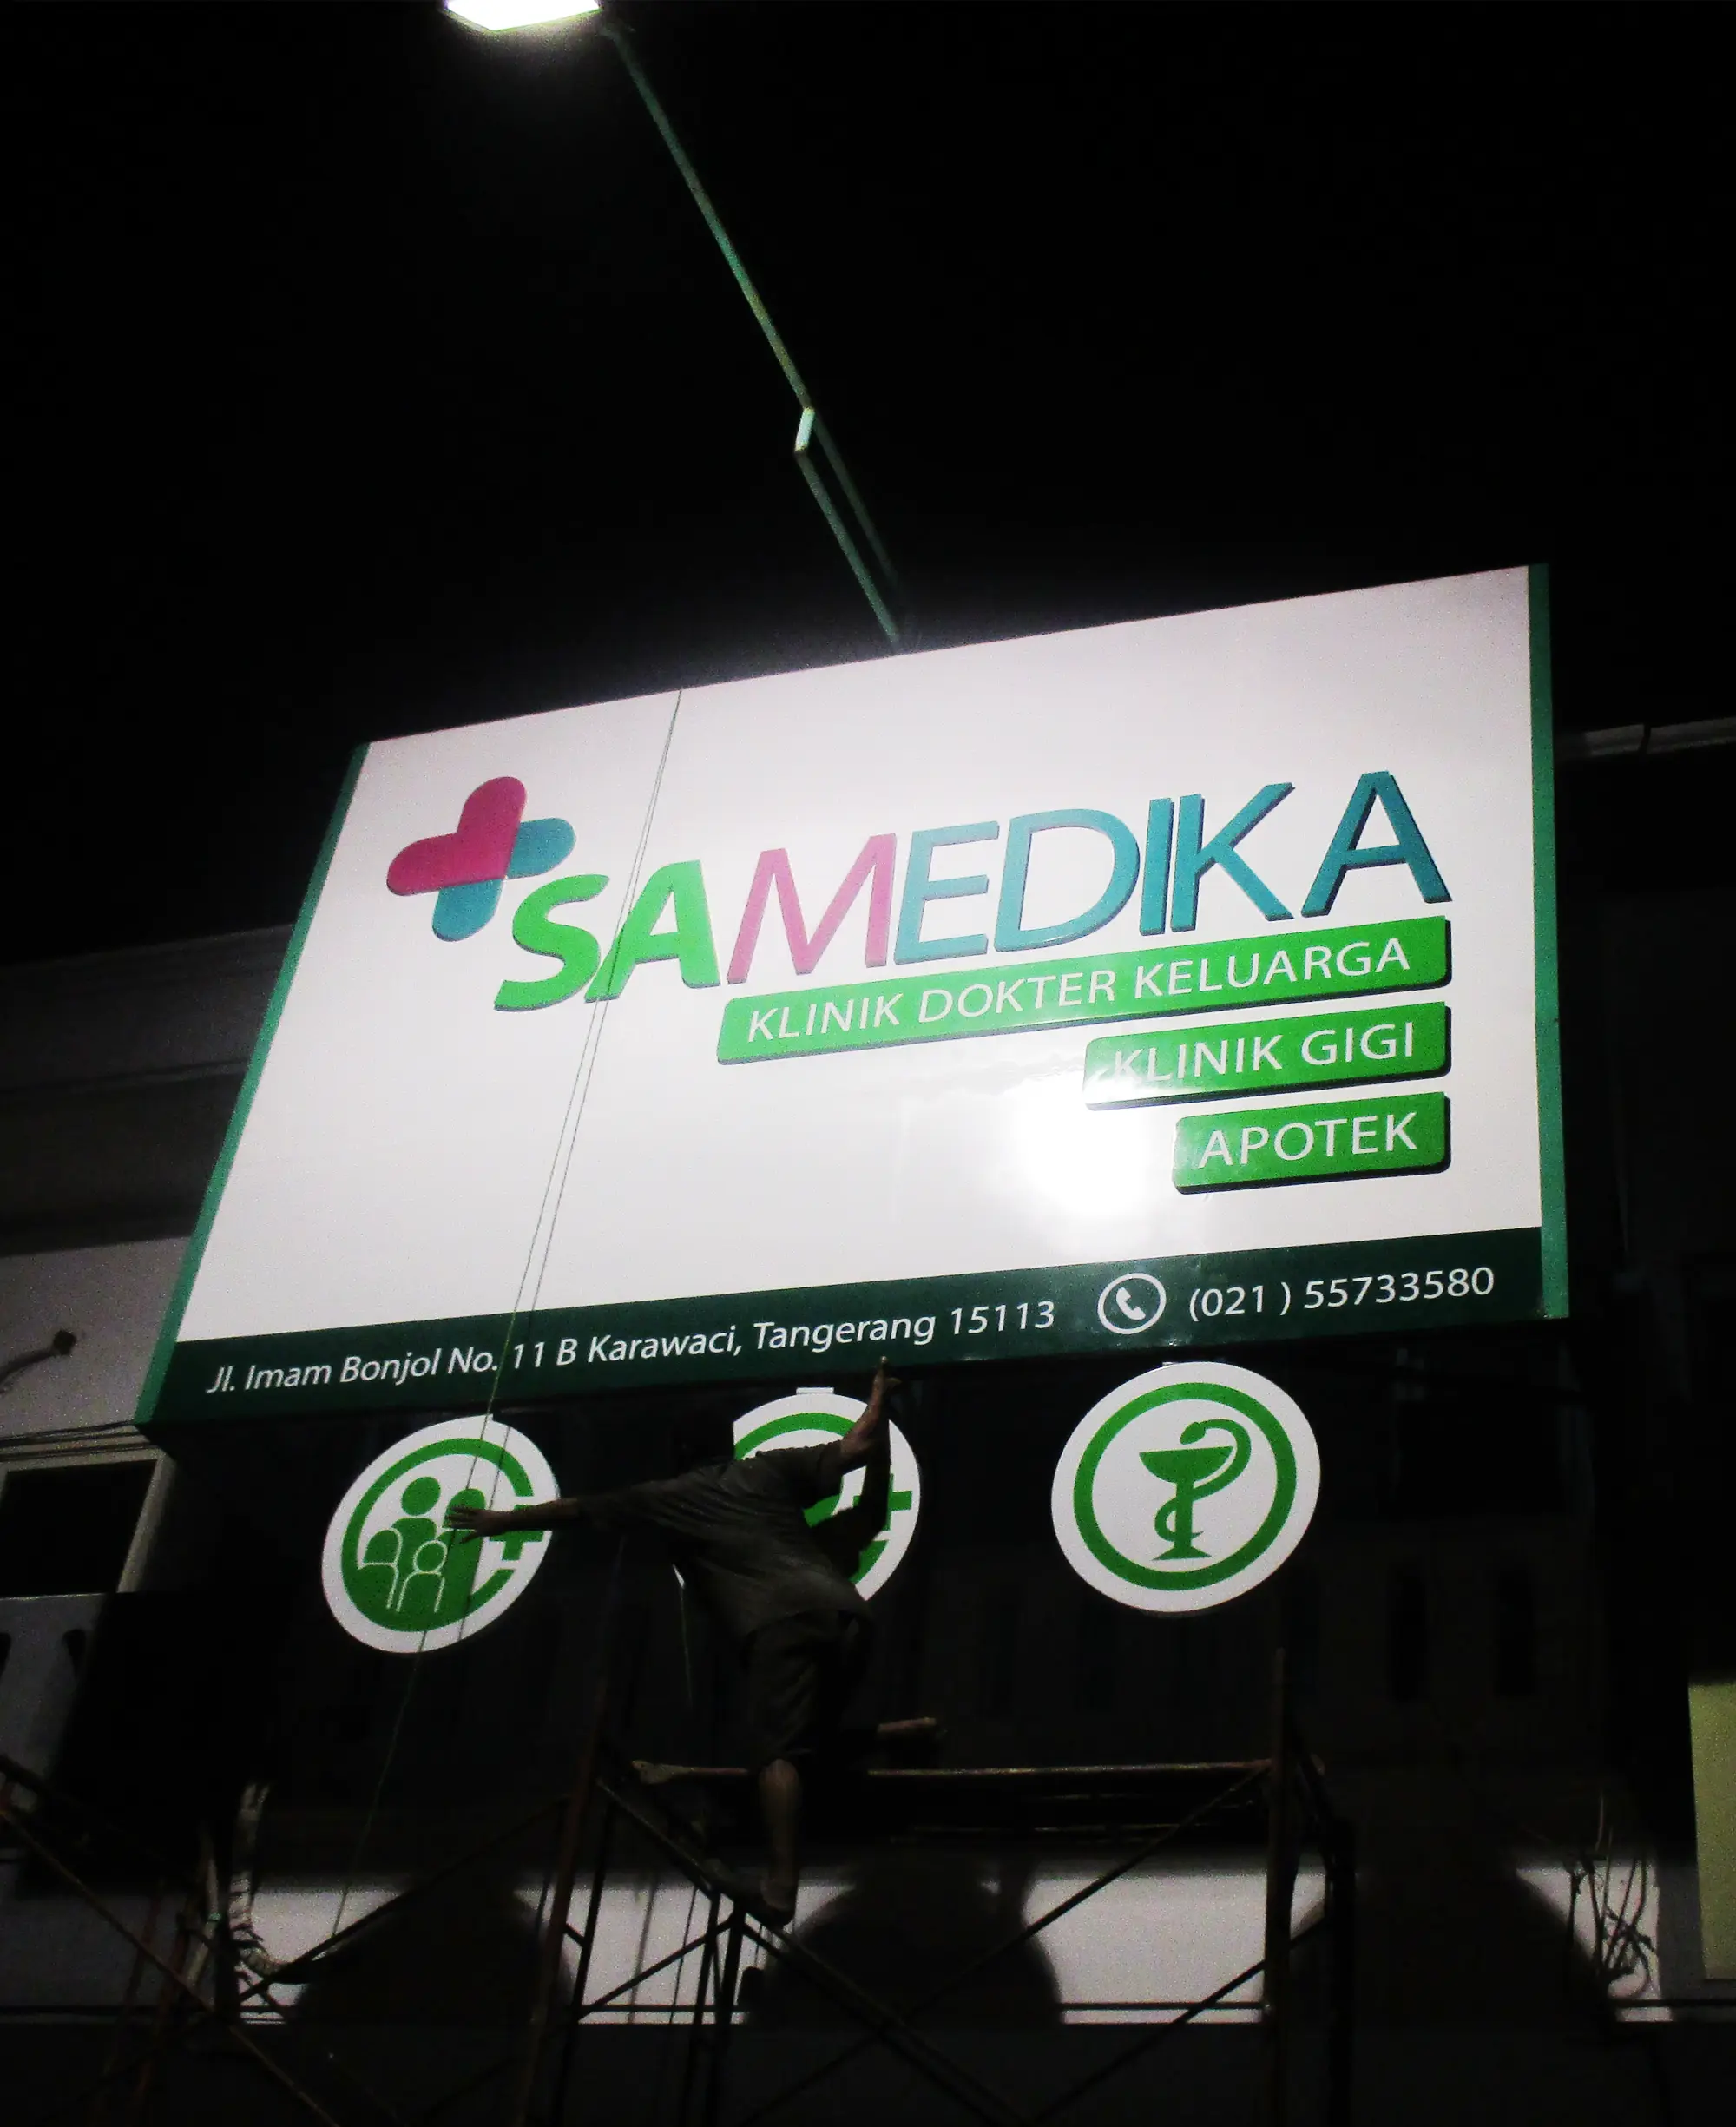 SAMEDIKA
KLINIK DOKTER KELUARGA
KLINIK GIGI
APOTEK
Jl. Imam Bonjol No. 11 B Karawaci, Tangerang 15113 (021 ) 55733580